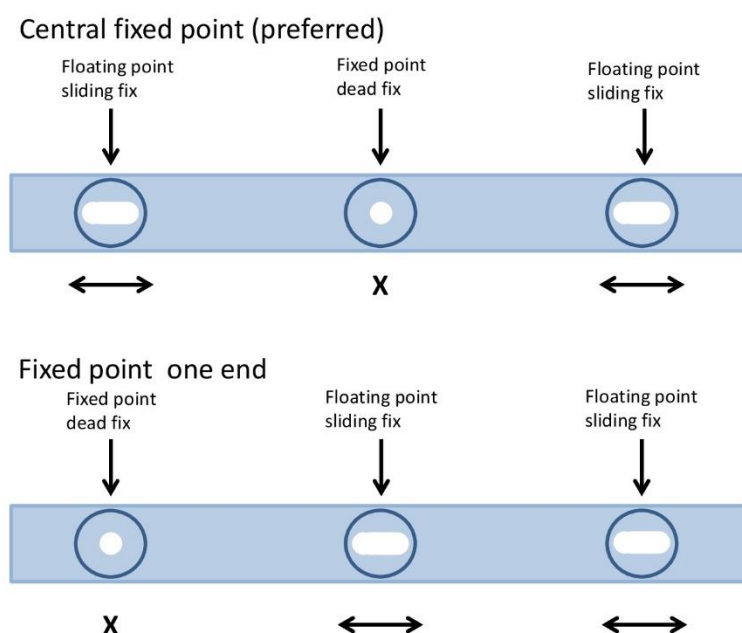 Central fixed point (preferred)
Floating point
sliding fix
Fixed point
dead fix
Floating point
sliding fix
X
Fixed point one end
Fixed point
dead fix
Floating point
sliding fix
Floating point
sliding fix
X